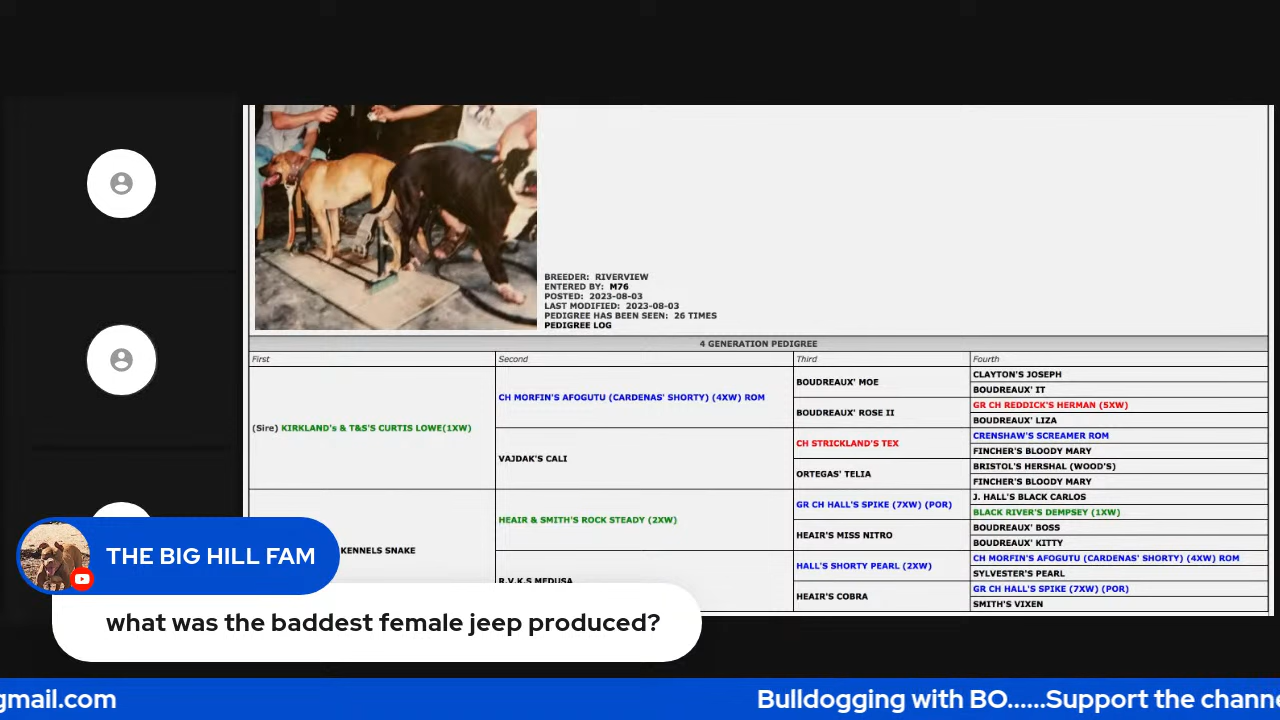 BREEDER: RIVERVIEW
ENTERED BY: M76
POSTED: 2023-08-03
LAST MODIFIED: 2023-08-03
PEDIGREE HAS BEEN SEEN: 26 TIMES
PEDIGREE LOG
4 GENERATION PEDIGREE
First Second Third Fourth
(Sire) KIRKLAND's & T&S'S CURTIS LOWE(1XW)
KENNELS SNAKE
CH MORFIN'S AFOGUTU (CARDENAS' SHORTY) (4XW) ROM
VAJDAK'S CALI
HEAIR & SMITH'S ROCK STEADY (2XW)
R.V.K.S MEDUSA
BOUDREAUX' MOE
BOUDREAUX' ROSE II
CH STRICKLAND'S TEX
ORTEGAS' TELIA
GR CH HALL'S SPIKE (7XW) (POR)
HEAIR'S MISS NITRO
HALL'S SHORTY PEARL (2XW)
HEAIR'S COBRA
CLAYTON'S JOSEPH
BOUDREAUX' IT
GR CH REDDICK'S HERMAN (5XW)
BOUDREAUX' LIZA
CRENSHAW'S SCREAMER ROM
FINCHER'S BLOODY MARY
BRISTOL'S HERSHAL (WOOD'S)
FINCHER'S BLOODY MARY
J. HALL'S BLACK CARLOS
BLACK RIVER'S DEMPSEY (1XW)
BOUDREAUX' BOSS
BOUDREAUX' KITTY
CH MORFIN'S AFOGUTU (CARDENAS' SHORTY) (4XW) ROM
SYLVESTER'S PEARL
GR CH HALL'S SPIKE (7XW) (POR)
SMITH'S VIXEN
THE BIG HILL FAM
what was the baddest female jeep produced?
gmail.com
Bulldogging with BO......Support the channe